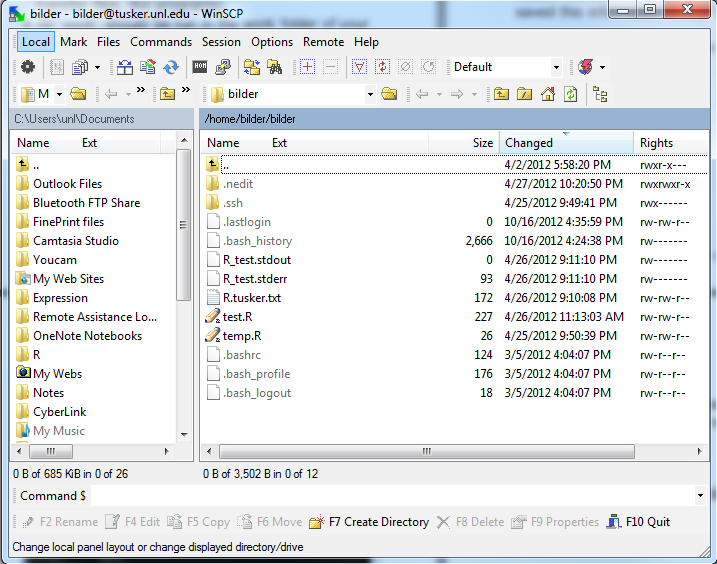 bilder - bilder@tusker.unl.edu - WinSCP
Local Mark Files Commands Session Options Remote Help
Default
M bilder
C:\Users\unl\Documents /home/bilder/bilder
Name Ext Name Ext Size Changed Rights
.. .. 4/2/2012 5:58:20 PM rwxr-x---
Outlook Files .nedit 4/27/2012 10:20:50 PM rwxrwxr-x
Bluetooth FTP Share .ssh 4/25/2012 9:49:41 PM rwx------
FinePrint files .lastlogin 0 10/16/2012 4:35:59 PM rw-rw-r--
Camtasia Studio .bash_history 2,666 10/16/2012 4:24:38 PM rw-------
Youcam R_test.stdout 0 4/26/2012 9:11:10 PM rw-------
My Web Sites R_test.stderr 93 4/26/2012 9:11:10 PM rw-------
Expression R.tusker.txt 172 4/26/2012 9:10:08 PM rw-rw-r--
Remote Assistance Lo... test.R 227 4/26/2012 11:13:03 AM rw-rw-r--
OneNote Notebooks temp.R 26 4/25/2012 9:50:39 PM rw-rw-r--
R .bashrc 124 3/5/2012 4:04:07 PM rw-r--r--
My Webs .bash_profile 176 3/5/2012 4:04:07 PM rw-r--r--
Notes .bash_logout 18 3/5/2012 4:04:07 PM rw-r--r--
CyberLink
My Music
0 B of 685 KiB in 0 of 26 0 B of 3,502 B in 0 of 12
Command $
F2 Rename F4 Edit F5 Copy F6 Move F7 Create Directory F8 Delete F9 Properties F10 Quit
Change local panel layout or change displayed directory/drive